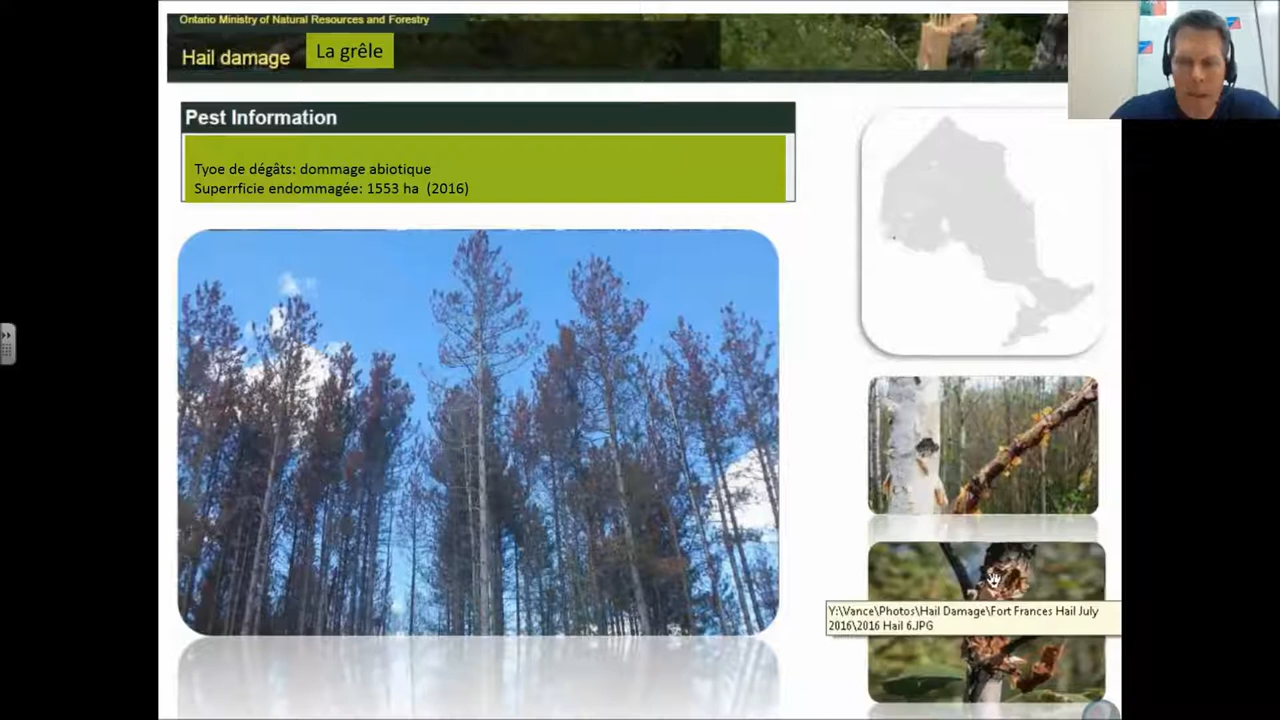 Ontario Ministry of Natural Resources and Forestry
Hail damage
La grêle
Pest Information
Tyoe de dégâts: dommage abiotique
Superrficie endommagée: 1553 ha (2016)
Y:\Vance\Photos\Hail Damage\Fort Frances Hail July
2016\2016 Hail 6.JPG